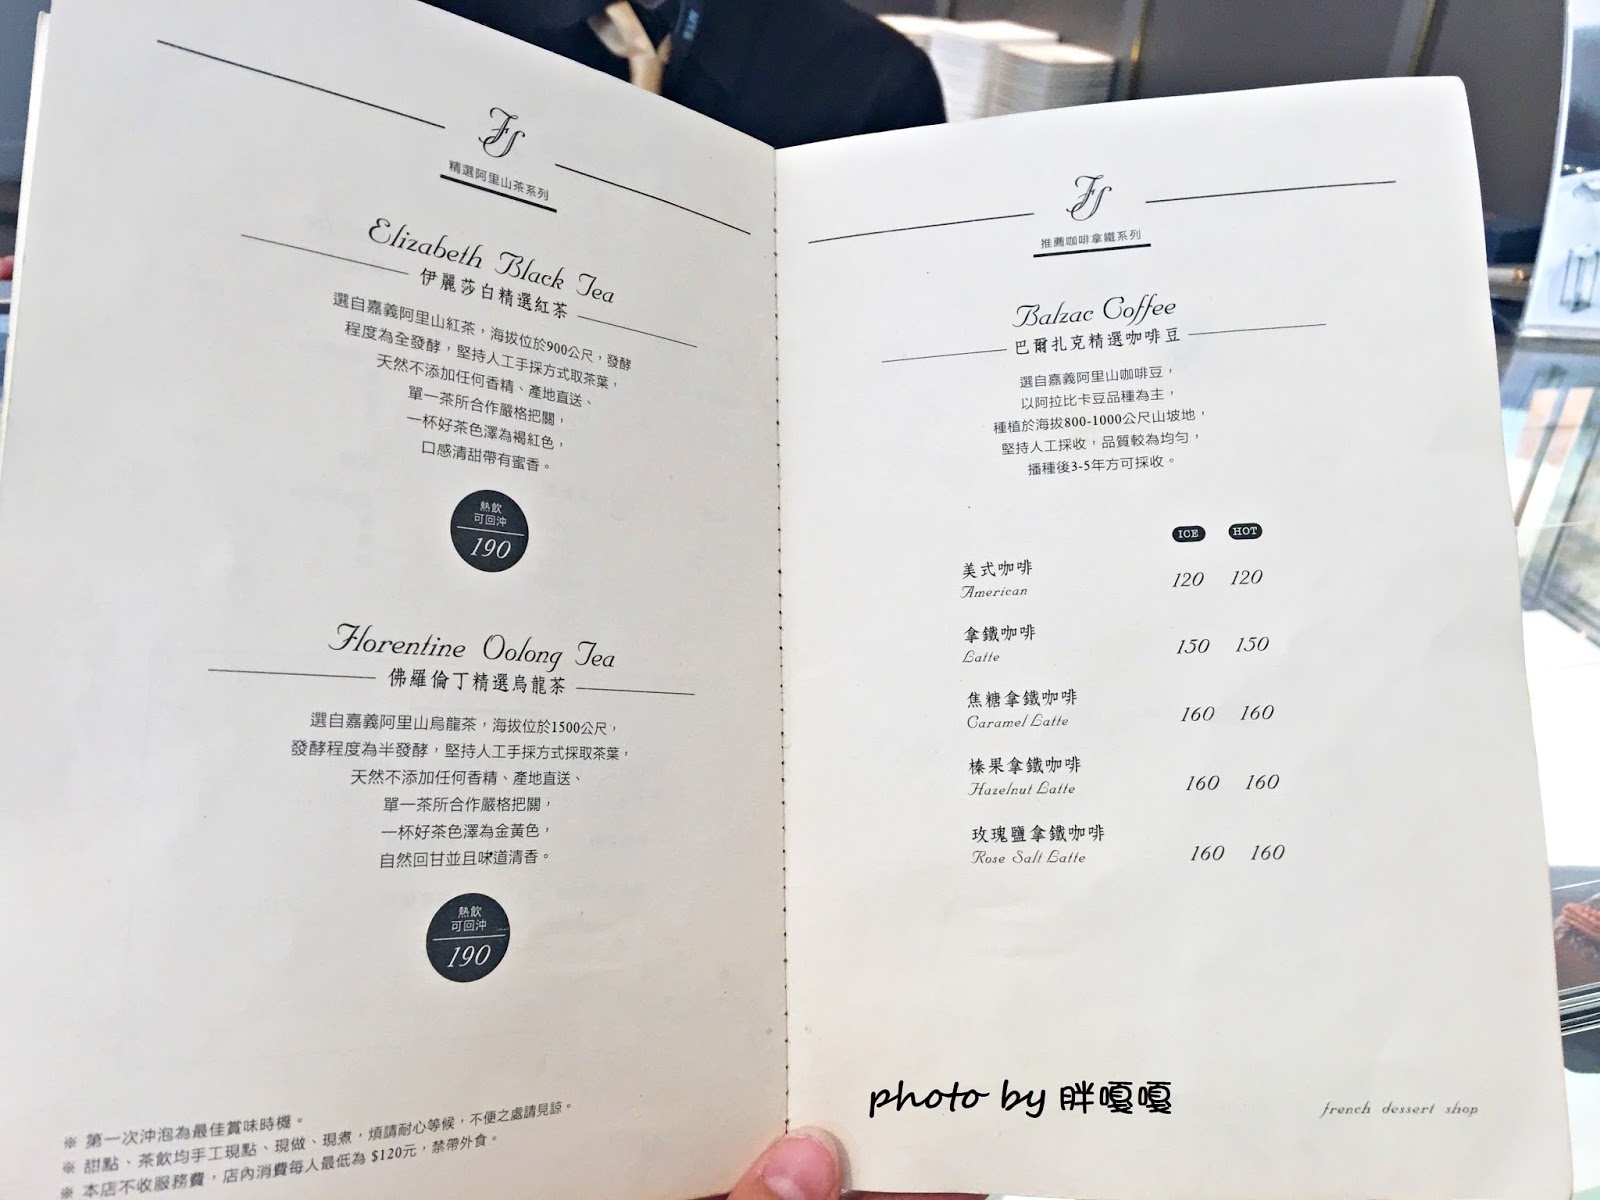 FS
精選阿里山茶系列
Elizabeth Black Tea
伊麗莎白精選紅茶
選自嘉義阿里山紅茶，海拔位於900公尺，發酵
程度為全發酵，堅持人工手採方式取茶葉，
天然不添加任何香精、產地直送、
單一茶所合作嚴格把關，
一杯好茶色澤為褐紅色，
口感清甜帶有蜜香。
熱飲
可回沖
190
Florentine Oolong Tea
佛羅倫丁精選烏龍茶
選自嘉義阿里山烏龍茶，海拔位於1500公尺，
發酵程度為半發酵，堅持人工手採方式採取茶葉，
天然不添加任何香精、產地直送、
單一茶所合作嚴格把關，
一杯好茶色澤為金黃色，
自然回甘並且味道清香。
熱飲
可回沖
190
※ 第一次沖泡為最佳賞味時機。
※ 甜點、茶飲均手工現點、現做、現煮，煩請耐心等候，不便之處請見諒。
※ 本店不收服務費，店內消費每人最低為 $120元，禁帶外食。
FS
推薦咖啡拿鐵系列
Balzac Coffee
巴爾扎克精選咖啡豆
選自嘉義阿里山咖啡豆，
以阿拉比卡豆品種為主，
種植於海拔800-1000公尺山坡地，
堅持人工採收，品質較為均勻，
播種後3-5年方可採收。
ICE HOT
美式咖啡
American 120 120
拿鐵咖啡
Latte 150 150
焦糖拿鐵咖啡
Caramel Latte 160 160
榛果拿鐵咖啡
Hazelnut Latte 160 160
玫瑰鹽拿鐵咖啡
Rose Salt Latte 160 160
photo by 胖嘎嘎
french dessert shop